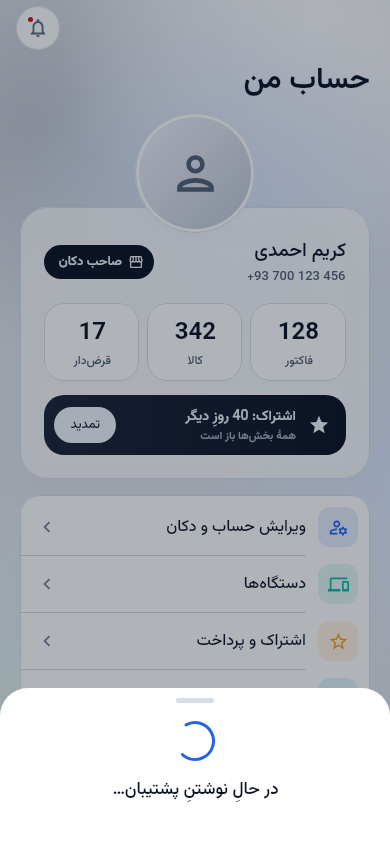 حساب من
کریم احمدی
+93 700 123 456
صاحب دکان
128
فاکتور
342
کالا
17
قرض‌دار
اشتراک: 40 روزِ دیگر
همهٔ بخش‌ها باز است
تمدید
ویرایش حساب و دکان
دستگاه‌ها
اشتراک و پرداخت
در حالِ نوشتنِ پشتیبان…